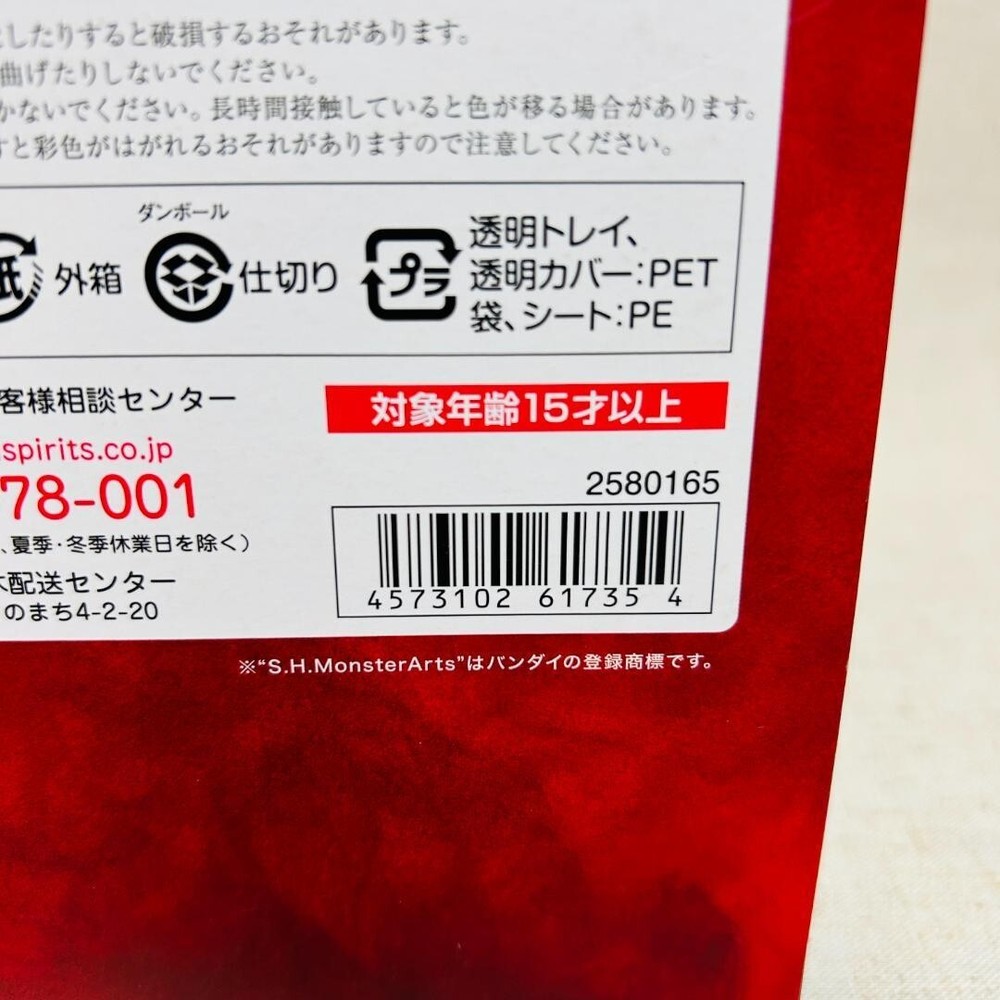 したりすると破損するおそれがあります。
曲げたりしないでください。
かないでください。長時間接触していると色が移る場合があります。
すと彩色がはがれるおそれがありますので注意してください。
紙 外箱
ダンボール
仕切り
プラ
透明トレイ、
透明カバー:PET
袋、シート:PE
客様相談センター
spirits.co.jp
78-001
、夏季・冬季休業日を除く）
配送センター
のまち4-2-20
対象年齢15才以上
2580165
4573102 617354
※“S.H.MonsterArts”はバンダイの登録商標です。